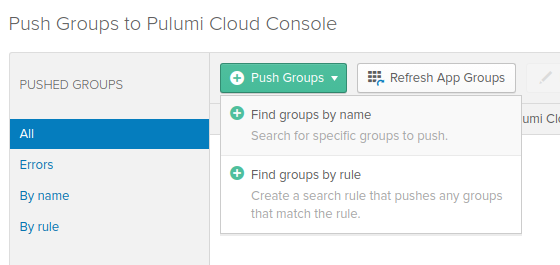 Push Groups to Pulumi Cloud Console
PUSHED GROUPS
All
Errors
By name
By rule
Push Groups
Refresh App Groups
Find groups by name
Search for specific groups to push.
Find groups by rule
Create a search rule that pushes any groups
that match the rule.